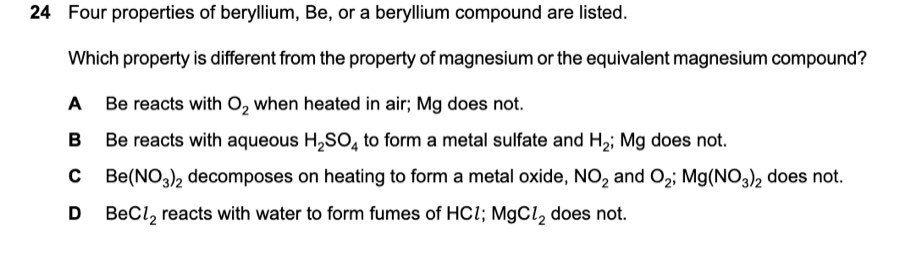 24 Four properties of beryllium, Be, or a beryllium compound are listed.
Which property is different from the property of magnesium or the equivalent magnesium compound?
A Be reacts with O₂ when heated in air; Mg does not.
B Be reacts with aqueous H₂SO₄ to form a metal sulfate and H₂; Mg does not.
C Be(NO₃)₂ decomposes on heating to form a metal oxide, NO₂ and O₂; Mg(NO₃)₂ does not.
D BeCl₂ reacts with water to form fumes of HCl; MgCl₂ does not.